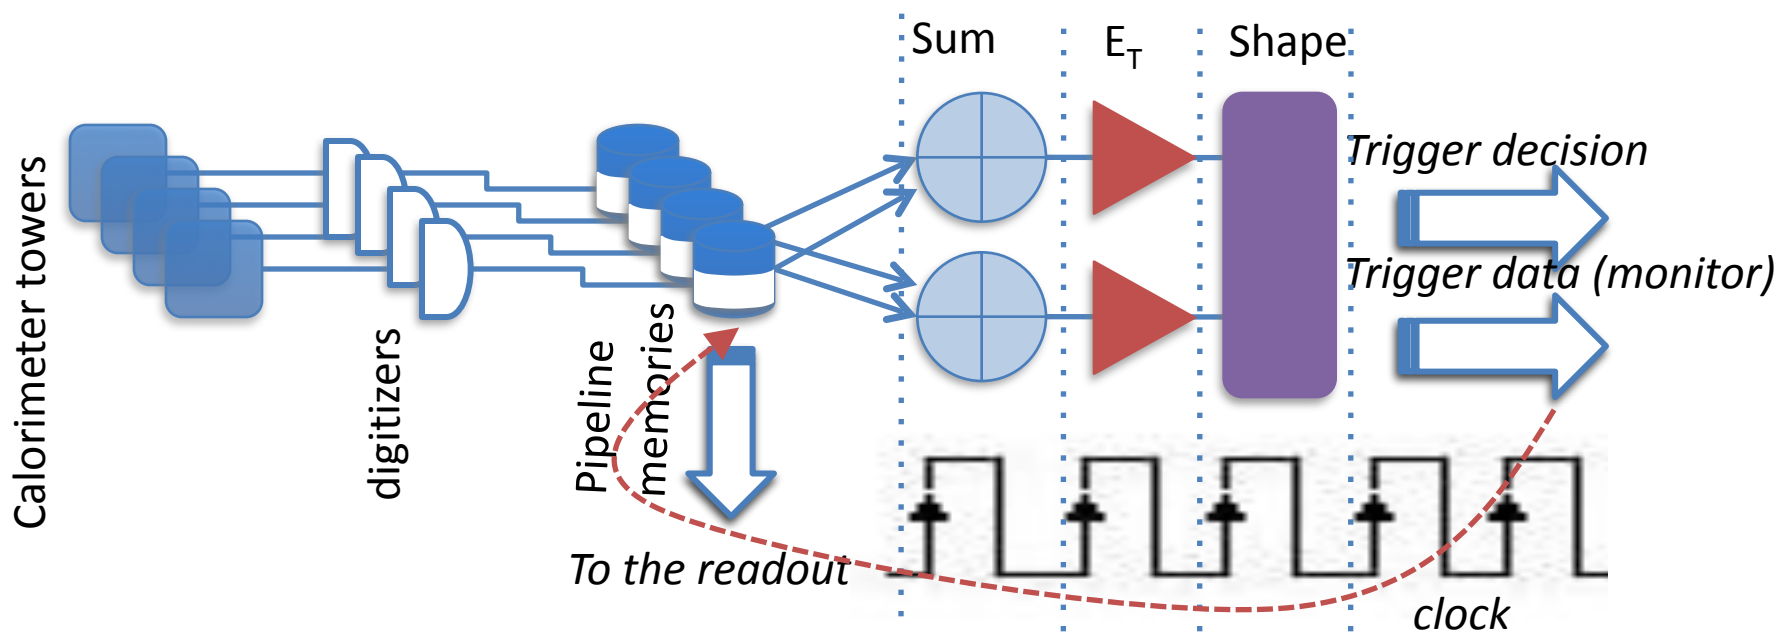 Sum
E_T
Shape
Calorimeter towers
digitizers
Pipeline
memories
Trigger decision
Trigger data (monitor)
To the readout
clock